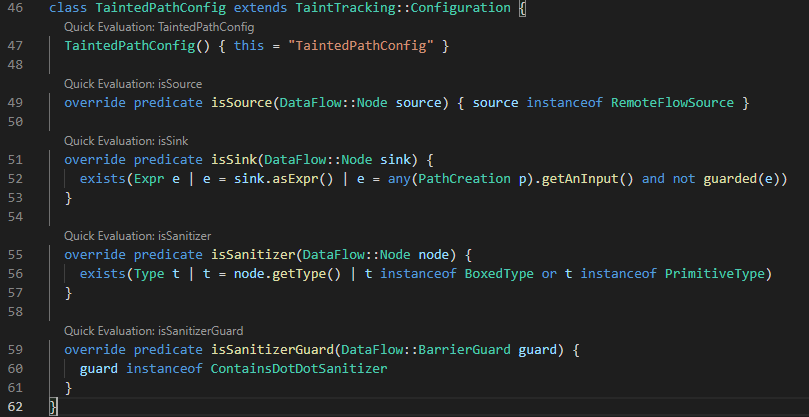 46 class TaintedPathConfig extends TaintTracking::Configuration {
Quick Evaluation: TaintedPathConfig
47 TaintedPathConfig() { this = "TaintedPathConfig" }
48
Quick Evaluation: isSource
49 override predicate isSource(DataFlow::Node source) { source instanceof RemoteFlowSource }
50
Quick Evaluation: isSink
51 override predicate isSink(DataFlow::Node sink) {
52 exists(Expr e | e = sink.asExpr() | e = any(PathCreation p).getAnInput() and not guarded(e))
53 }
54
Quick Evaluation: isSanitizer
55 override predicate isSanitizer(DataFlow::Node node) {
56 exists(Type t | t = node.getType() | t instanceof BoxedType or t instanceof PrimitiveType)
57 }
58
Quick Evaluation: isSanitizerGuard
59 override predicate isSanitizerGuard(DataFlow::BarrierGuard guard) {
60 guard instanceof ContainsDotDotSanitizer
61 }
62 }